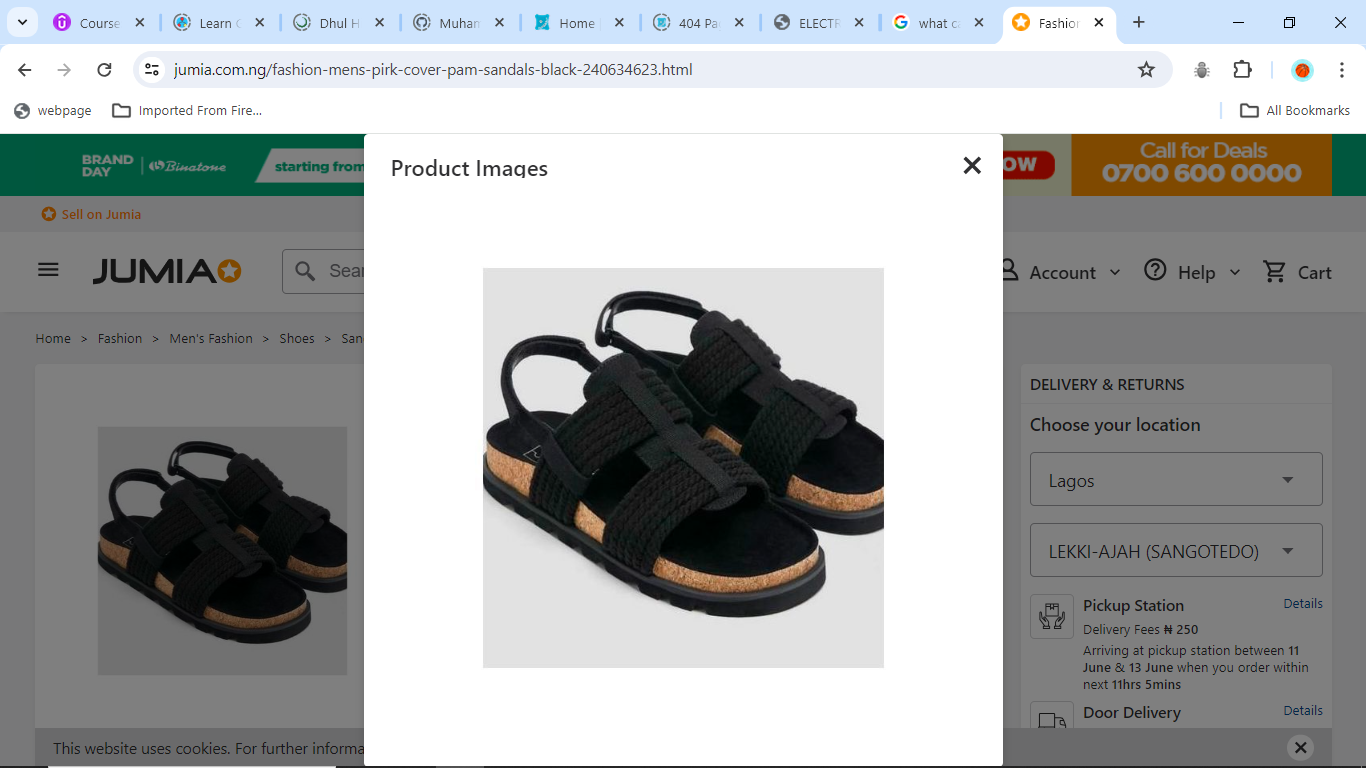 Course
Learn C
Dhul H
Muham
Home
404 Pa
ELECTR
what ca
Fashion
jumia.com.ng/fashion-mens-pirk-cover-pam-sandals-black-240634623.html
webpage
Imported From Fire...
All Bookmarks
BRAND DAY
Binatone
starting from
OW
Call for Deals
0700 600 0000
Sell on Jumia
Product Images
JUMIA
Sear
Account
Help
Cart
Home > Fashion > Men's Fashion > Shoes > San
DELIVERY & RETURNS
Choose your location
Lagos
LEKKI-AJAH (SANGOTEDO)
Pickup Station
Details
Delivery Fees ₦ 250
Arriving at pickup station between 11
June & 13 June when you order within
next 11hrs 5mins
Door Delivery
Details
This website uses cookies. For further informa